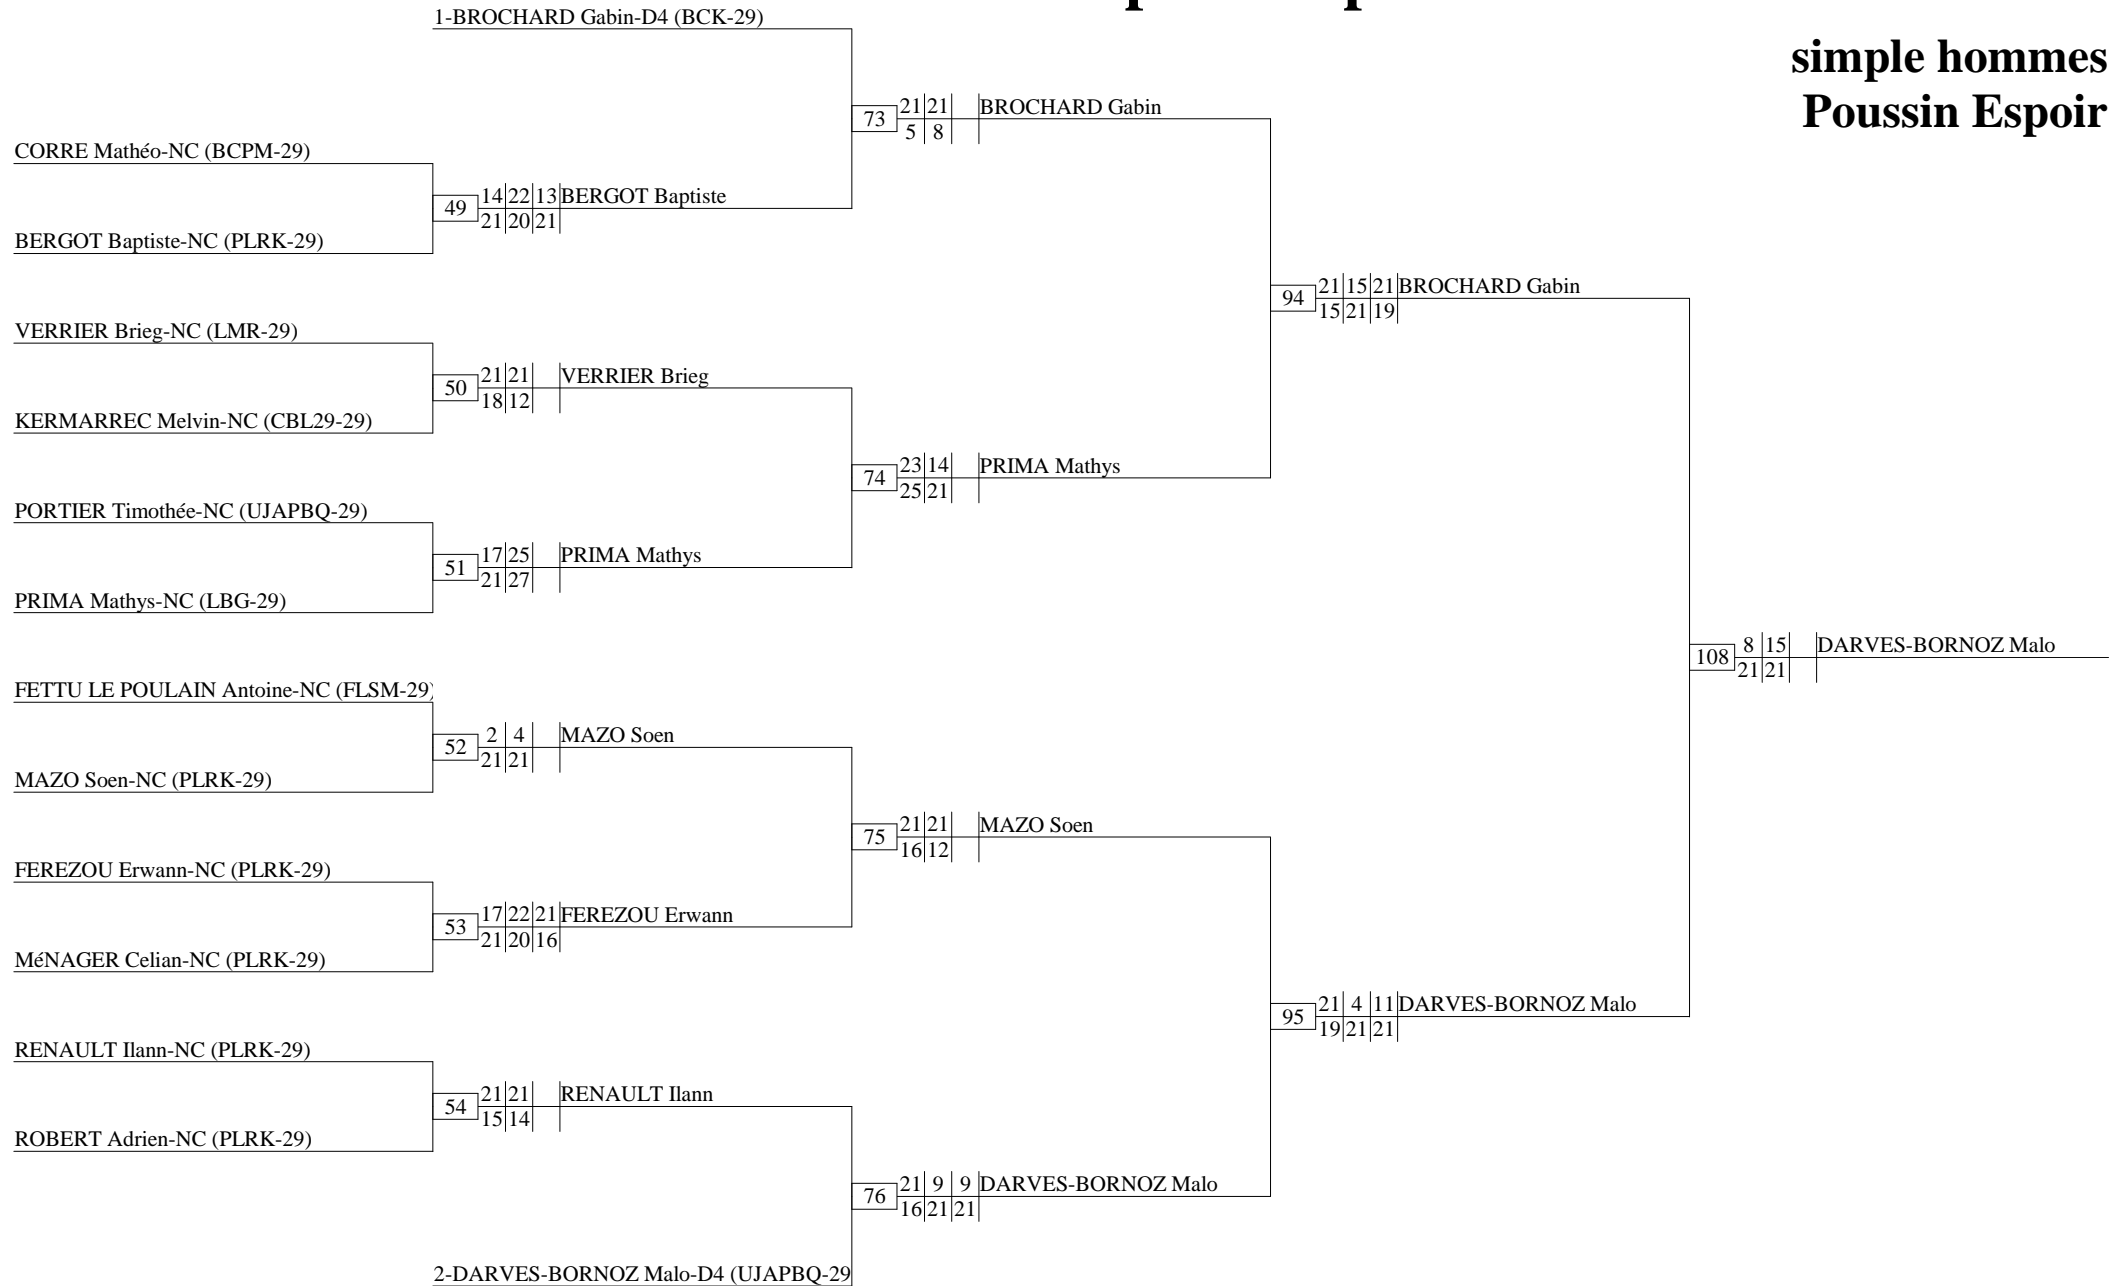 simple hommes
Poussin Espoir
1-BROCHARD Gabin-D4 (BCK-29)
73 21 21 BROCHARD Gabin
5 8
CORRE Mathéo-NC (BCPM-29)
49 14 22 13 BERGOT Baptiste
21 20 21
BERGOT Baptiste-NC (PLRK-29)
94 21 15 21 BROCHARD Gabin
15 21 19
VERRIER Brieg-NC (LMR-29)
50 21 21 VERRIER Brieg
18 12
KERMARREC Melvin-NC (CBL29-29)
74 23 14 PRIMA Mathys
25 21
PORTIER Timothée-NC (UJAPBQ-29)
51 17 25 PRIMA Mathys
21 27
PRIMA Mathys-NC (LBG-29)
108 8 15 DARVES-BORNOZ Malo
21 21
FETTU LE POULAIN Antoine-NC (FLSM-29)
52 2 4 MAZO Soen
21 21
MAZO Soen-NC (PLRK-29)
75 21 21 MAZO Soen
16 12
FEREZOU Erwann-NC (PLRK-29)
53 17 22 21 FEREZOU Erwann
21 20 16
MéNAGER Celian-NC (PLRK-29)
95 21 4 11 DARVES-BORNOZ Malo
19 21 21
RENAULT Ilann-NC (PLRK-29)
54 21 21 RENAULT Ilann
15 14
ROBERT Adrien-NC (PLRK-29)
76 21 9 9 DARVES-BORNOZ Malo
16 21 21
2-DARVES-BORNOZ Malo-D4 (UJAPBQ-29